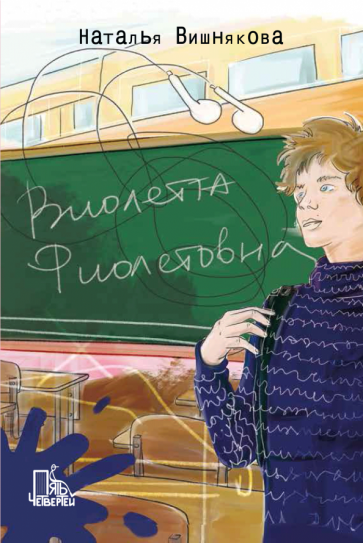 Наталья Вишнякова
Виолетта
Фиолетовна
Пять
четвертей